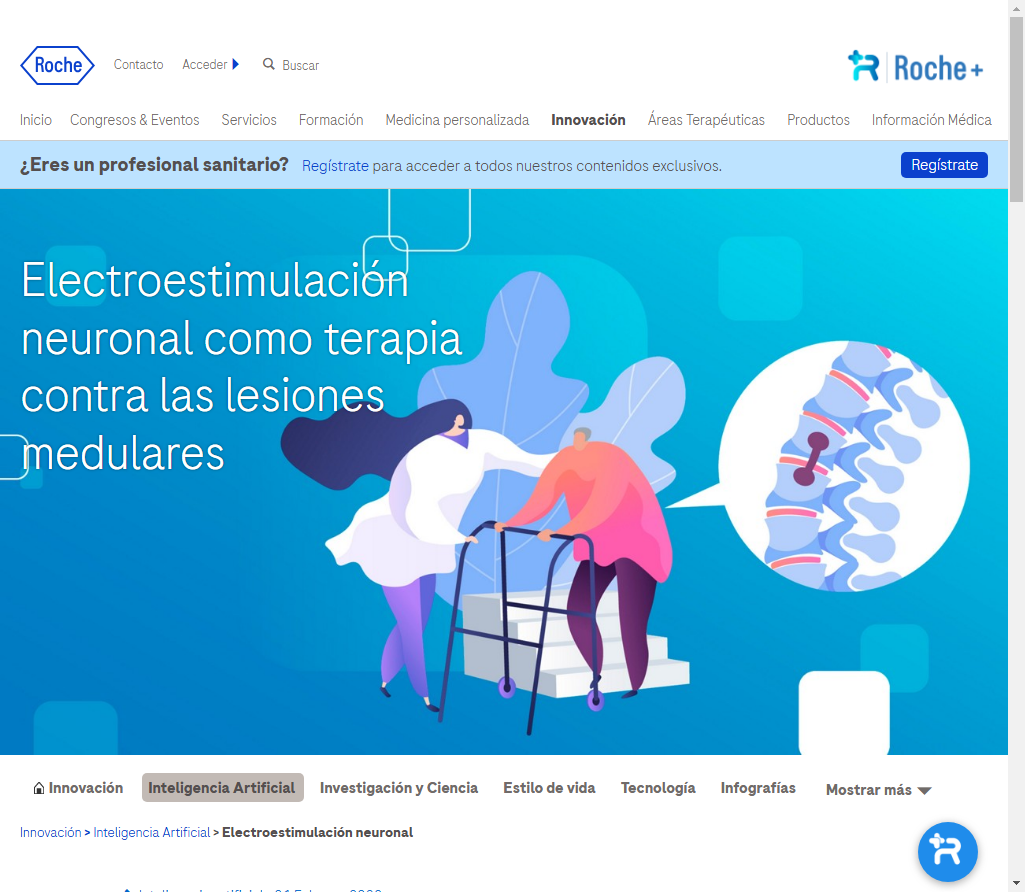 Roche
Contacto
Acceder
Buscar
Roche+
Inicio
Congresos & Eventos
Servicios
Formación
Medicina personalizada
Innovación
Áreas Terapéuticas
Productos
Información Médica
¿Eres un profesional sanitario? Regístrate para acceder a todos nuestros contenidos exclusivos.
Regístrate
Electroestimulación
neuronal como terapia
contra las lesiones
medulares
Innovación
Inteligencia Artificial
Investigación y Ciencia
Estilo de vida
Tecnología
Infografías
Mostrar más
Innovación > Inteligencia Artificial > Electroestimulación neuronal